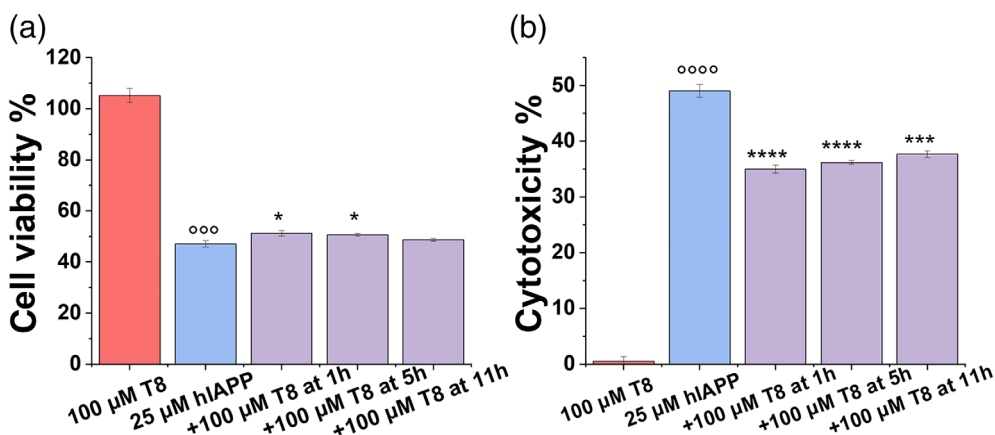 (a)
Cell viability %
120
100
80
60
40
20
0
°°°
*
*
100 µM T8
25 µM hIAPP
+100 µM T8 at 1h
+100 µM T8 at 5h
+100 µM T8 at 11h
(b)
Cytotoxicity %
50
40
30
20
10
0
°°°°
****
****
***
100 µM T8
25 µM hIAPP
+100 µM T8 at 1h
+100 µM T8 at 5h
+100 µM T8 at 11h